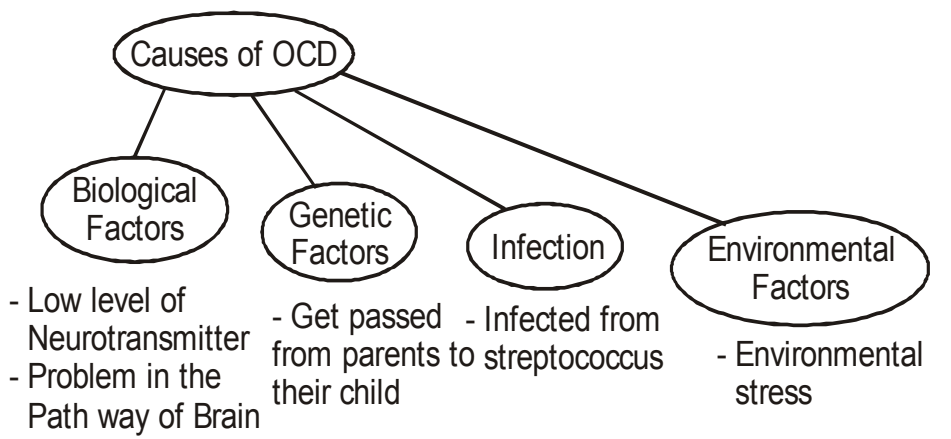 Causes of OCD
Biological
Factors
- Low level of
Neurotransmitter
- Problem in the
Path way of Brain
Genetic
Factors
- Get passed
from parents to
their child
Infection
- Infected from
streptococcus
Environmental
Factors
- Environmental
stress